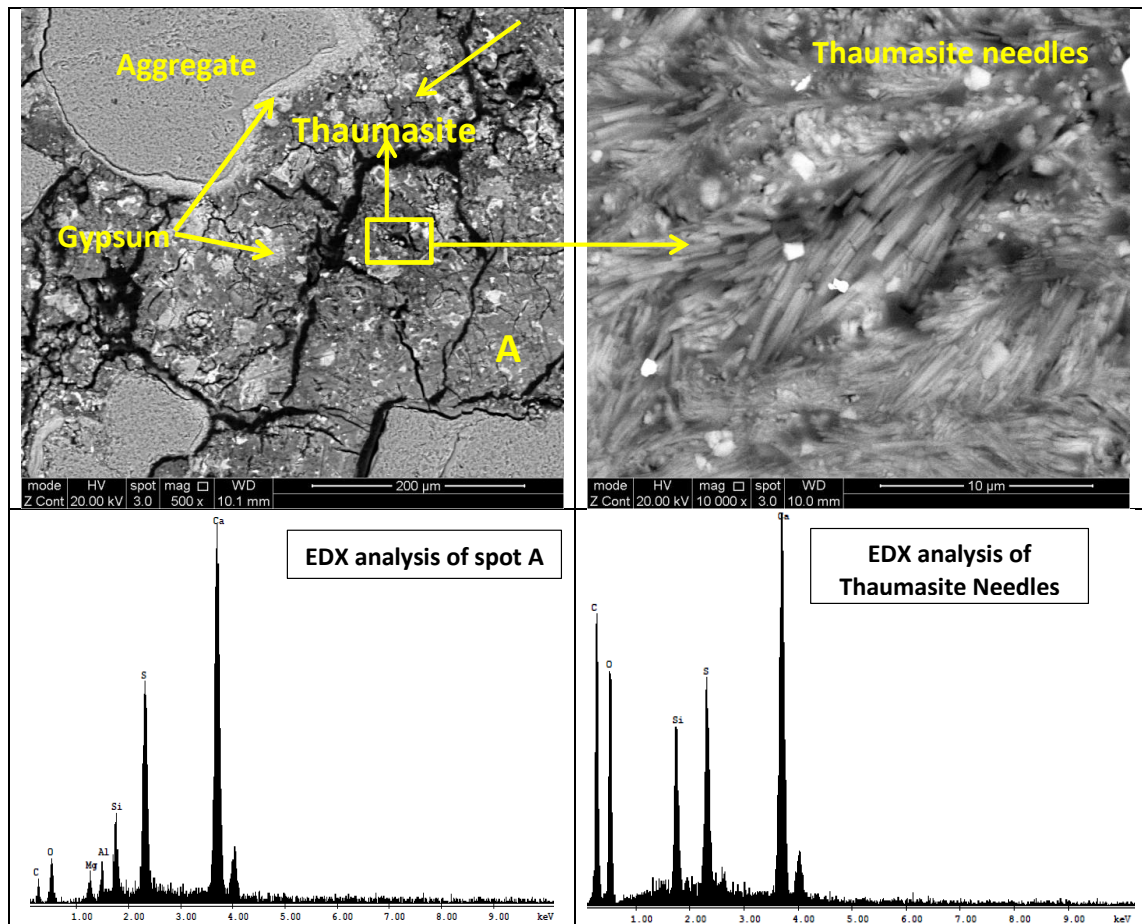 Aggregate
Thaumasite
Gypsum
A
mode HV spot mag □ WD 200 µm
Z Cont 20.00 kV 3.0 500 x 10.1 mm
Thaumasite needles
mode HV spot mag □ WD 10 µm
Z Cont 20.00 kV 3.0 10 000 x 3.0 10.0 mm
EDX analysis of spot A
Ca
S
Si
Al
Mg
O
C
1.00 2.00 3.00 4.00 5.00 6.00 7.00 8.00 9.00 keV
EDX analysis of
Thaumasite Needles
Ca
C
O
S
Si
1.00 2.00 3.00 4.00 5.00 6.00 7.00 8.00 9.00 keV